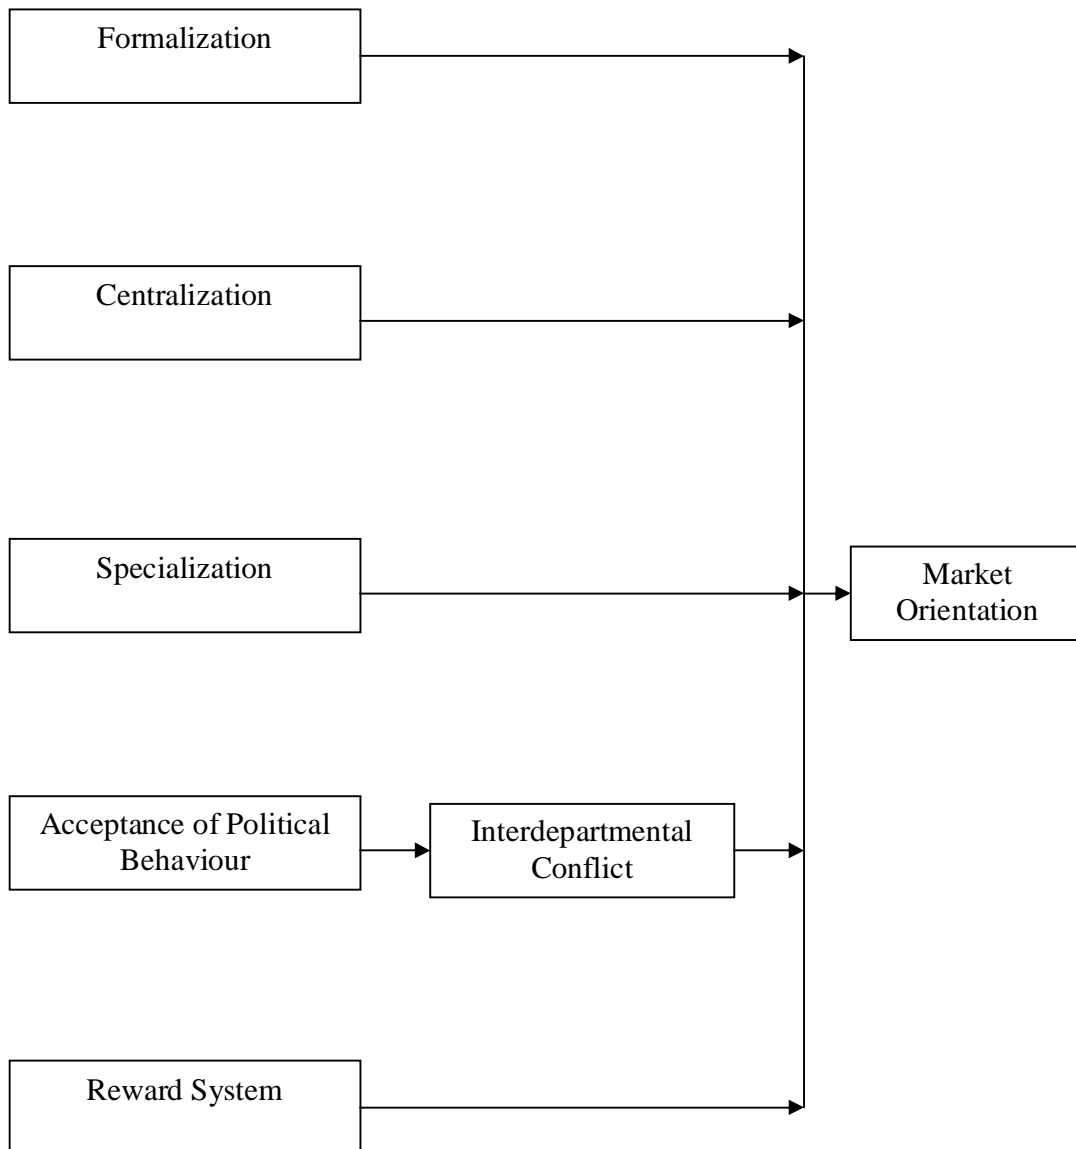 Formalization
Centralization
Specialization
Market
Orientation
Acceptance of Political
Behaviour
Interdepartmental
Conflict
Reward System